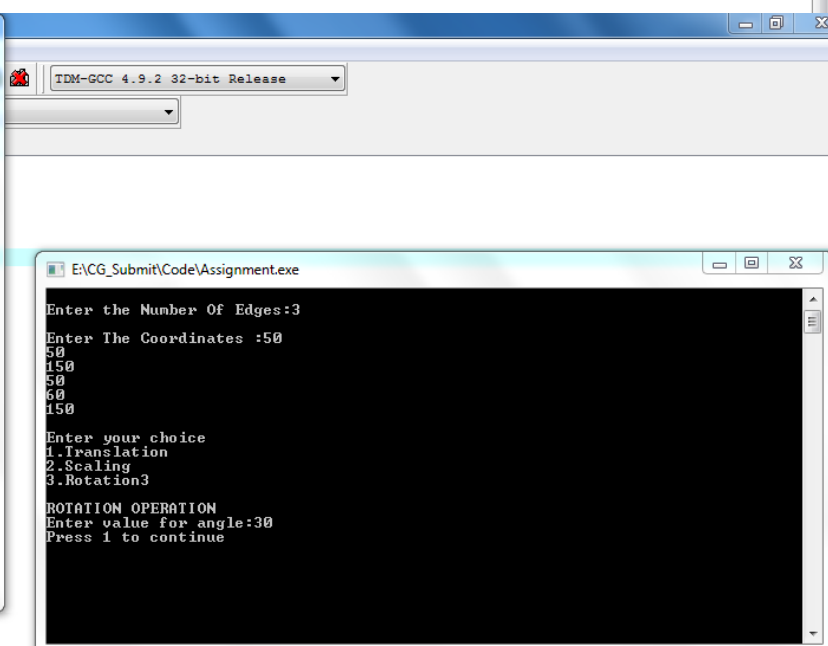 TDM-GCC 4.9.2 32-bit Release
E:\CG_Submit\Code\Assignment.exe
Enter the Number Of Edges:3
Enter The Coordinates :50
50
150
50
60
150
Enter your choice
1.Translation
2.Scaling
3.Rotation3
ROTATION OPERATION
Enter value for angle:30
Press 1 to continue